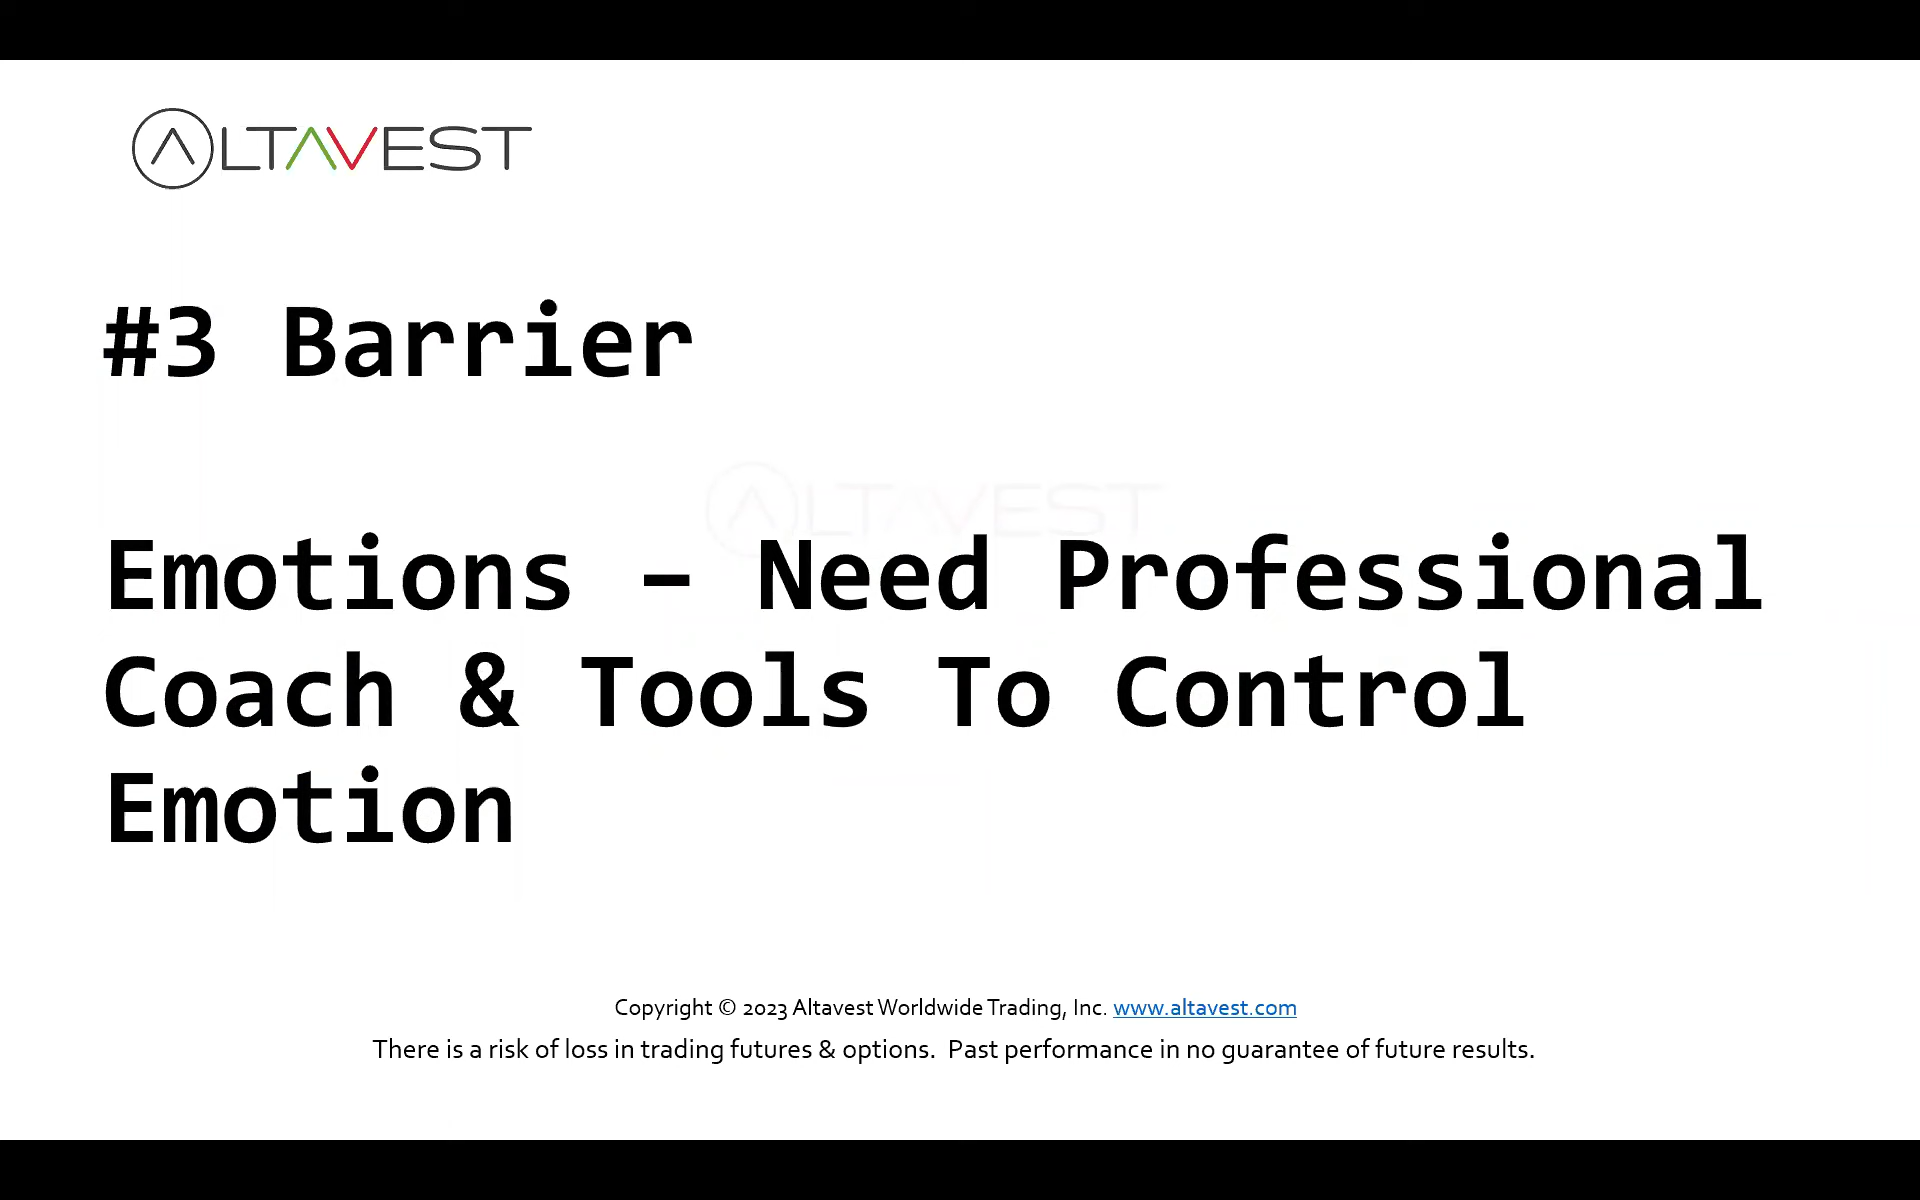 ALTAVEST
#3 Barrier
ALTAVEST
Emotions – Need Professional
Coach & Tools To Control
Emotion
Copyright © 2023 Altavest Worldwide Trading, Inc. www.altavest.com
There is a risk of loss in trading futures & options.  Past performance in no guarantee of future results.